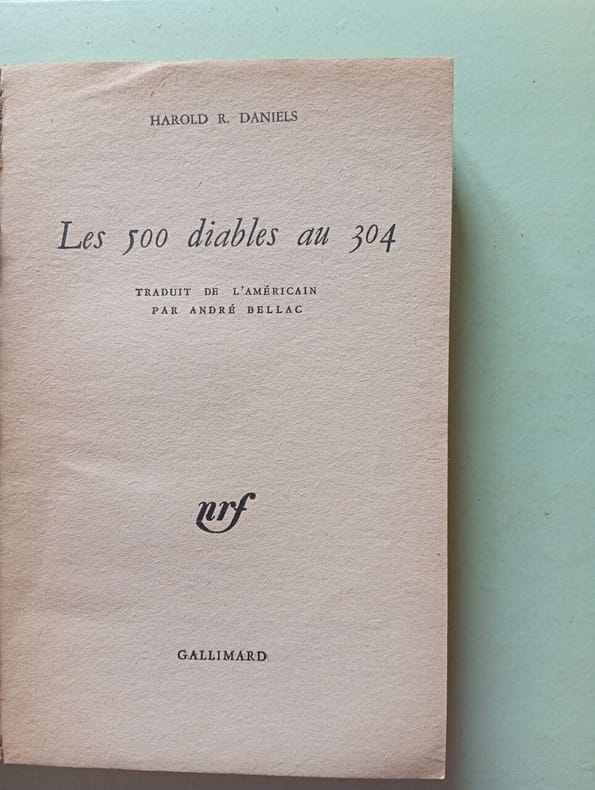 HAROLD R. DANIELS
Les 500 diables au 304
TRADUIT DE L'AMÉRICAIN
PAR ANDRÉ BELLAC
nrf
GALLIMARD